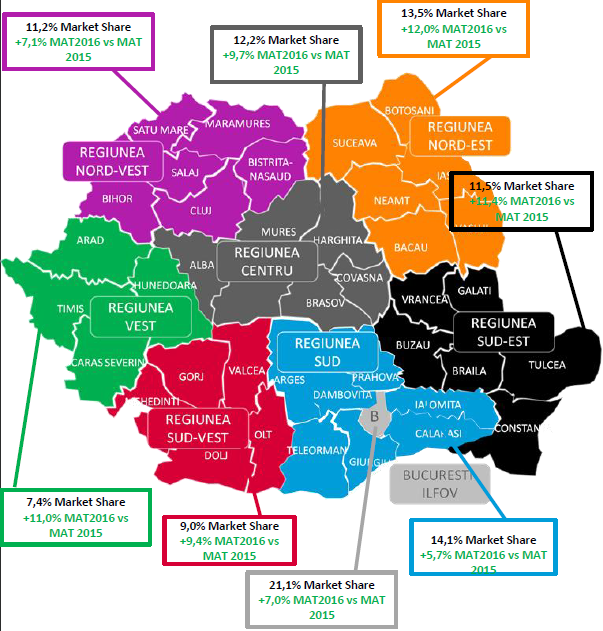 11,2% Market Share
+7,1% MAT2016 vs MAT
2015
12,2% Market Share
+9,7% MAT2016 vs
MAT 2015
13,5% Market Share
+12,0% MAT2016 vs
MAT 2015
BOTOSANI
MARAMURES
SATU MARE
SUCEAVA
REGIUNEA
NORD-EST
REGIUNEA
NORD-VEST
BISTRITA-
NASAUD
SALAJ
IAS
11,5% Market Share
+11,4% MAT2016 vs
MAT 2015
BIHOR
CLUJ
NEAMT
MURES
HARGHITA
ARAD
BACAU
ALBA
REGIUNEA
CENTRU
COVASNA
HUNEDOARA
GALATI
VRANCEA
TIMIS
REGIUNEA
VEST
BRASOV
REGIUNEA
SUD-EST
REGIUNEA
SUD
BUZAU
CARAS SEVERIN
VALCEA
GORJ
ARGES
PRAHOVA
BRAILA
TULCEA
DAMBOVITA
HEDINTI
IALOMITA
B
REGIUNEA
SUD-VEST
OLT
CALARASI
CONSTAN
DOLJ
TELEORMAN
GIURGIU
BUCURESTI
ILFOV
7,4% Market Share
+11,0% MAT2016 vs
MAT 2015
9,0% Market Share
+9,4% MAT2016 vs
MAT 2015
14,1% Market Share
+5,7% MAT2016 vs MAT
2015
21,1% Market Share
+7,0% MAT2016 vs MAT
2015